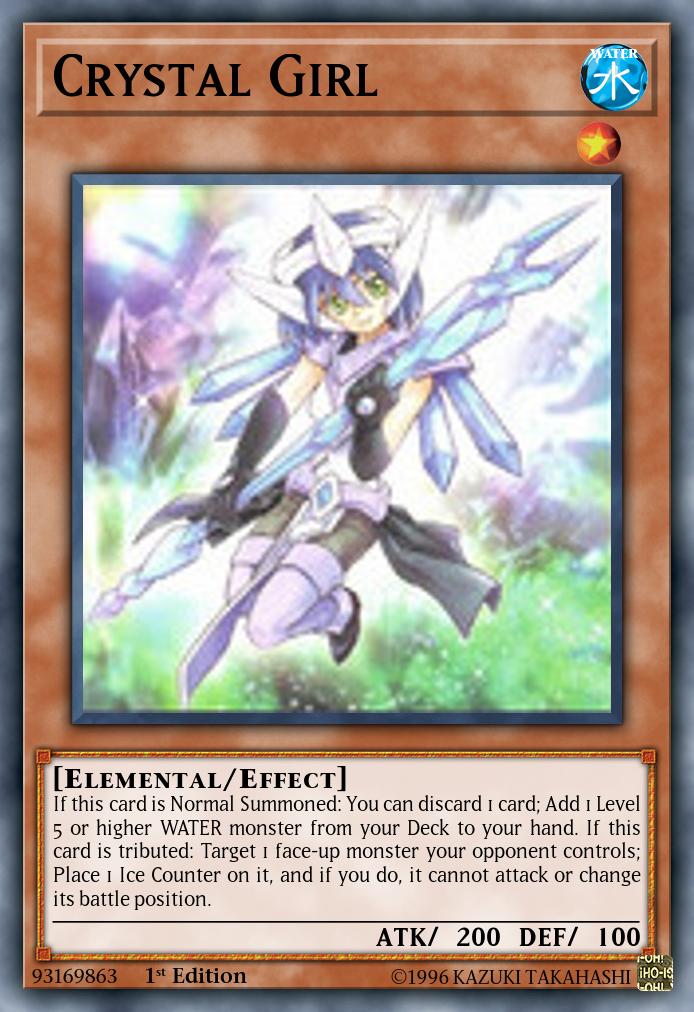 Crystal Girl
WATER
水
[Elemental/Effect]
If this card is Normal Summoned: You can discard 1 card; Add 1 Level
5 or higher WATER monster from your Deck to your hand. If this
card is tributed: Target 1 face-up monster your opponent controls;
Place 1 Ice Counter on it, and if you do, it cannot attack or change
its battle position.
ATK/ 200 DEF/ 100
93169863 1st Edition ©1996 KAZUKI TAKAHASHI